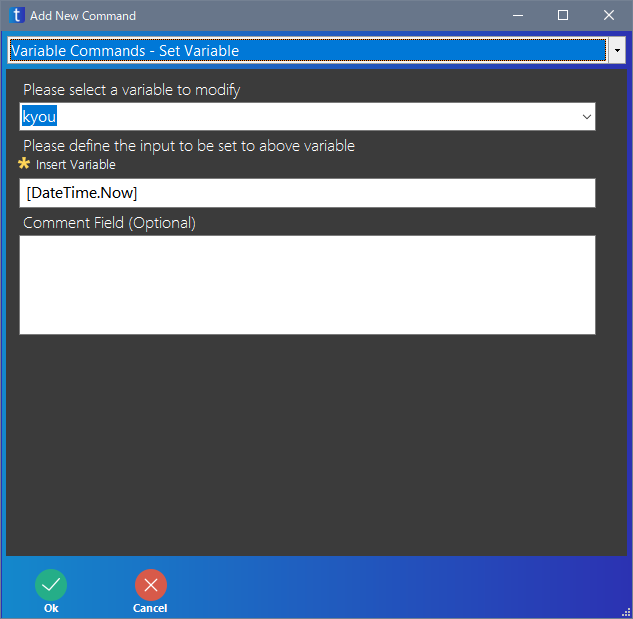 t Add New Command
Variable Commands - Set Variable
Please select a variable to modify
kyou
Please define the input to be set to above variable
Insert Variable
[DateTime.Now]
Comment Field (Optional)
Ok
Cancel